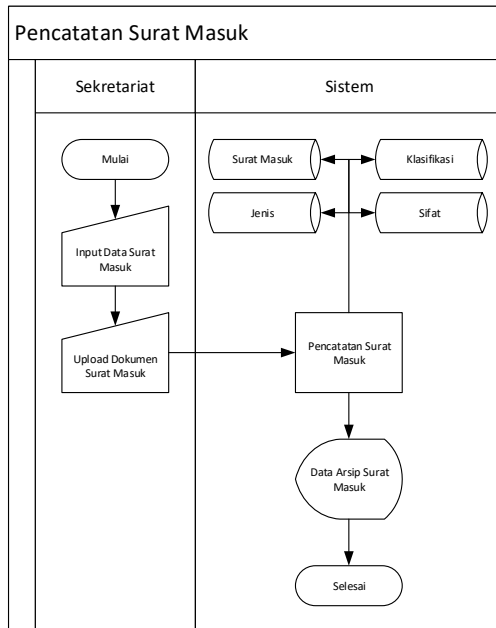 Pencatatan Surat Masuk
Sekretariat
Sistem
Mulai
Surat Masuk
Klasifikasi
Jenis
Sifat
Input Data Surat
Masuk
Upload Dokumen
Surat Masuk
Pencatatan Surat
Masuk
Data Arsip Surat
Masuk
Selesai